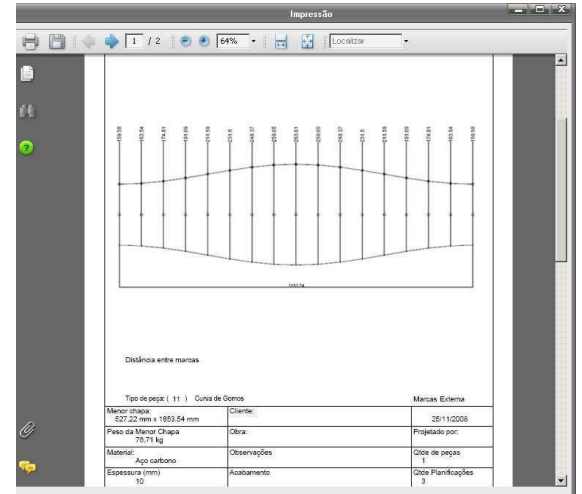 Impressão
1 / 2
64%
Localizar
159.58 163.54 174.81 191.69 211.59 231.5 248.37 259.65 263.61 259.65 248.37 231.5 211.59 191.69 174.81 163.54 159.58
1853.54
Distância entre marcas
Tipo de peça: ( 11 ) Curva de Gomos
Marcas Externa
Menor chapa:
527.22 mm x 1853.54 mm
Cliente:
25/11/2008
Peso da Menor Chapa
76,71 kg
Obra:
Projetado por:
Material:
Aço carbono
Observações
Qtde de peças
1
Espessura (mm)
10
Acabamento
Qtde Planificações
3